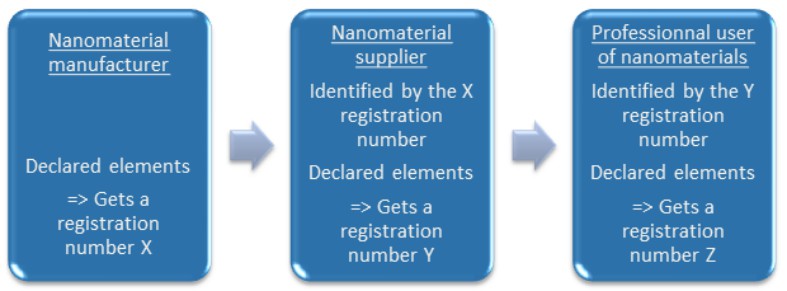 Nanomaterial
manufacturer
Declared elements
=> Gets a
registration
number X
Nanomaterial
supplier
Identified by the X
registration
number
Declared elements
=> Gets a
registration
number Y
Professionnal user
of nanomaterials
Identified by the Y
registration
number
Declared elements
=> Gets a
registration
number Z